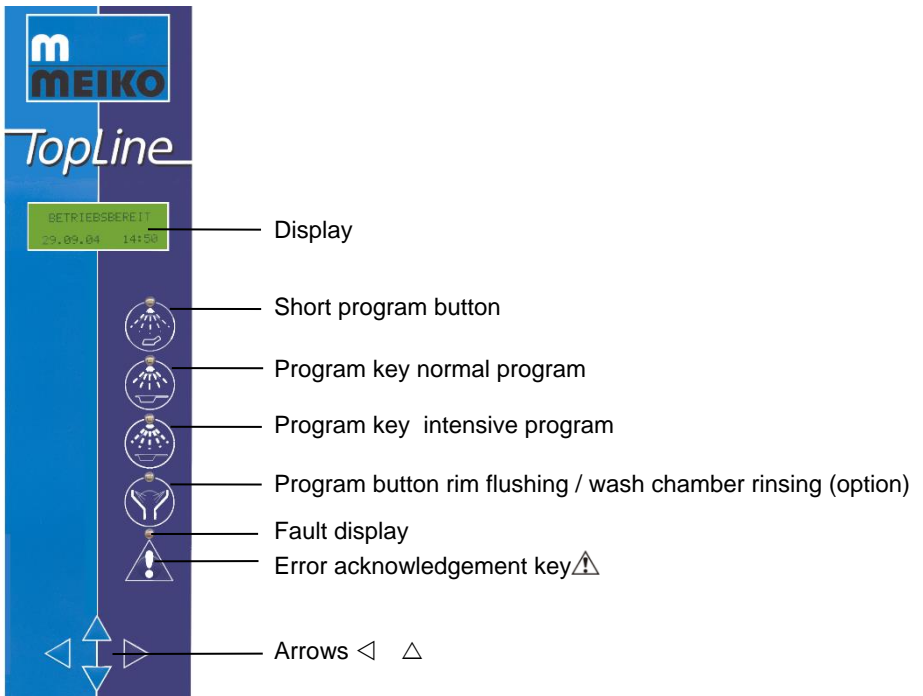 m
MEIKO
TopLine
BETRIEBSBEREIT
29.09.04 14:50
Display
Short program button
Program key normal program
Program key intensive program
Program button rim flushing / wash chamber rinsing (option)
Fault display
Error acknowledgement key
Arrows